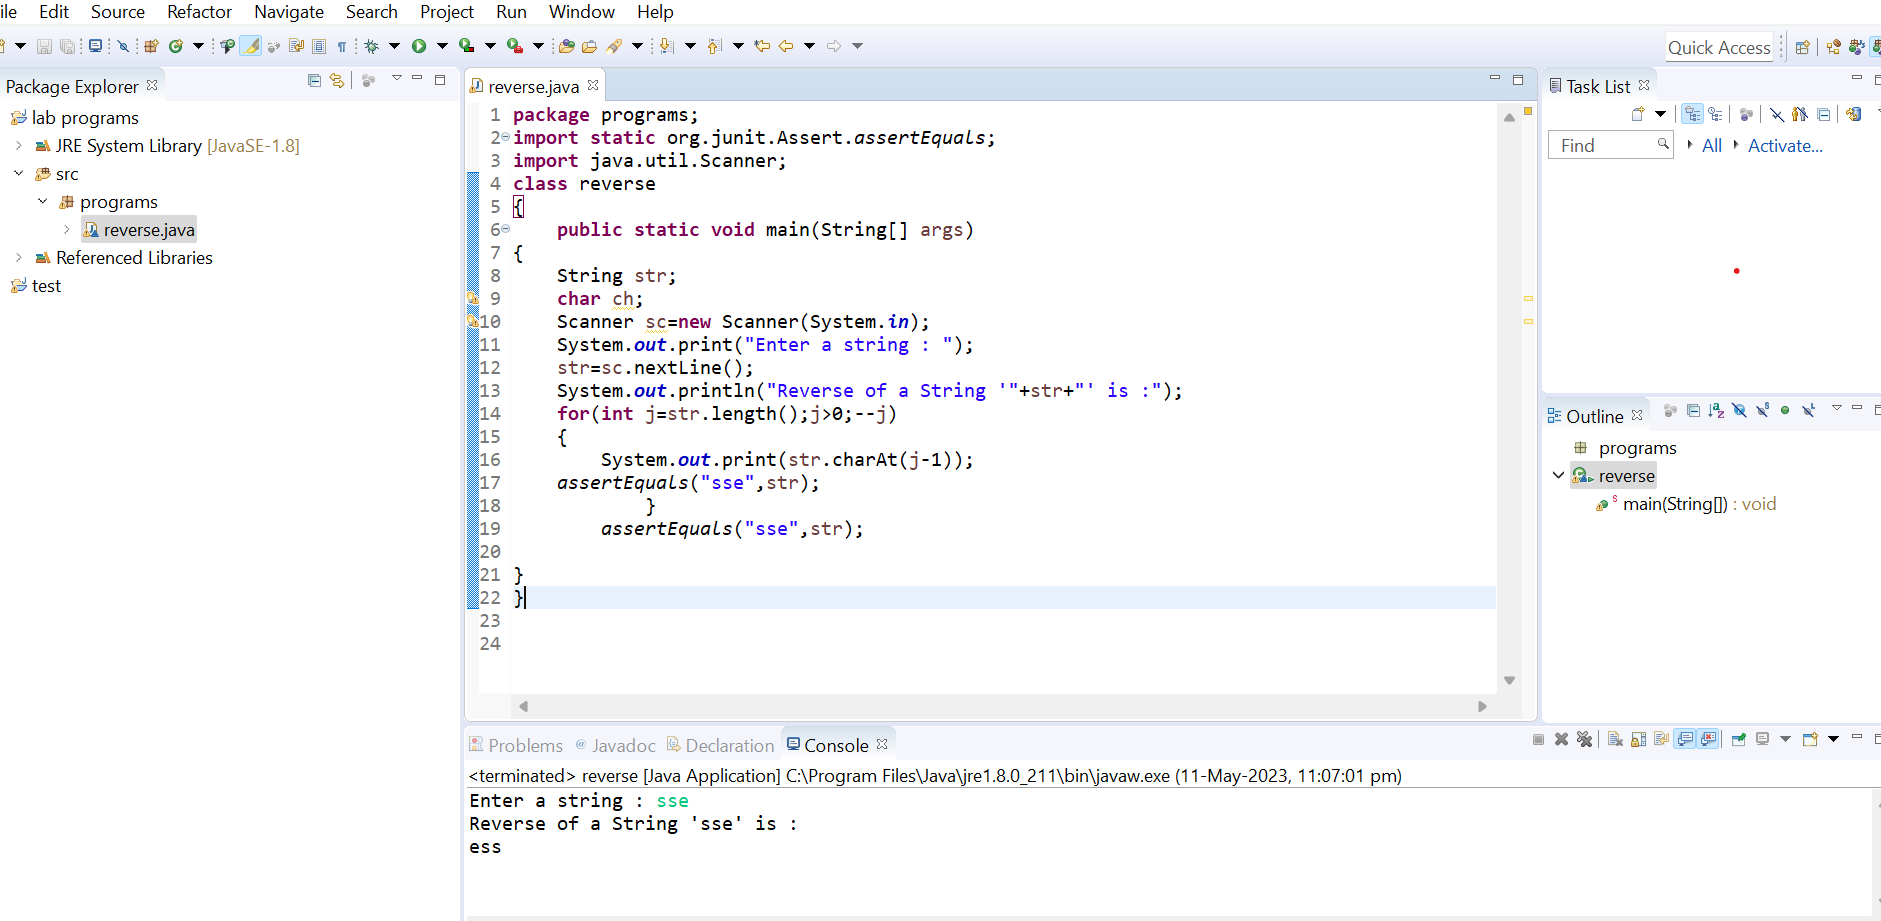 ile Edit Source Refactor Navigate Search Project Run Window Help
Quick Access
Package Explorer
lab programs
JRE System Library [JavaSE-1.8]
src
programs
reverse.java
Referenced Libraries
test
reverse.java
1 package programs;
2 import static org.junit.Assert.assertEquals;
3 import java.util.Scanner;
4 class reverse
5 {
6     public static void main(String[] args)
7 {
8     String str;
9     char ch;
10     Scanner sc=new Scanner(System.in);
11     System.out.print("Enter a string : ");
12     str=sc.nextLine();
13     System.out.println("Reverse of a String '"+str+"' is :");
14     for(int j=str.length();j>0;--j)
15     {
16         System.out.print(str.charAt(j-1));
17     assertEquals("sse",str);
18             }
19         assertEquals("sse",str);
20
21 }
22 }
23
24
Task List
Find All Activate...
Outline
programs
reverse
main(String[]) : void
Problems @ Javadoc Declaration Console
<terminated> reverse [Java Application] C:\Program Files\Java\jre1.8.0_211\bin\javaw.exe (11-May-2023, 11:07:01 pm)
Enter a string : sse
Reverse of a String 'sse' is :
ess